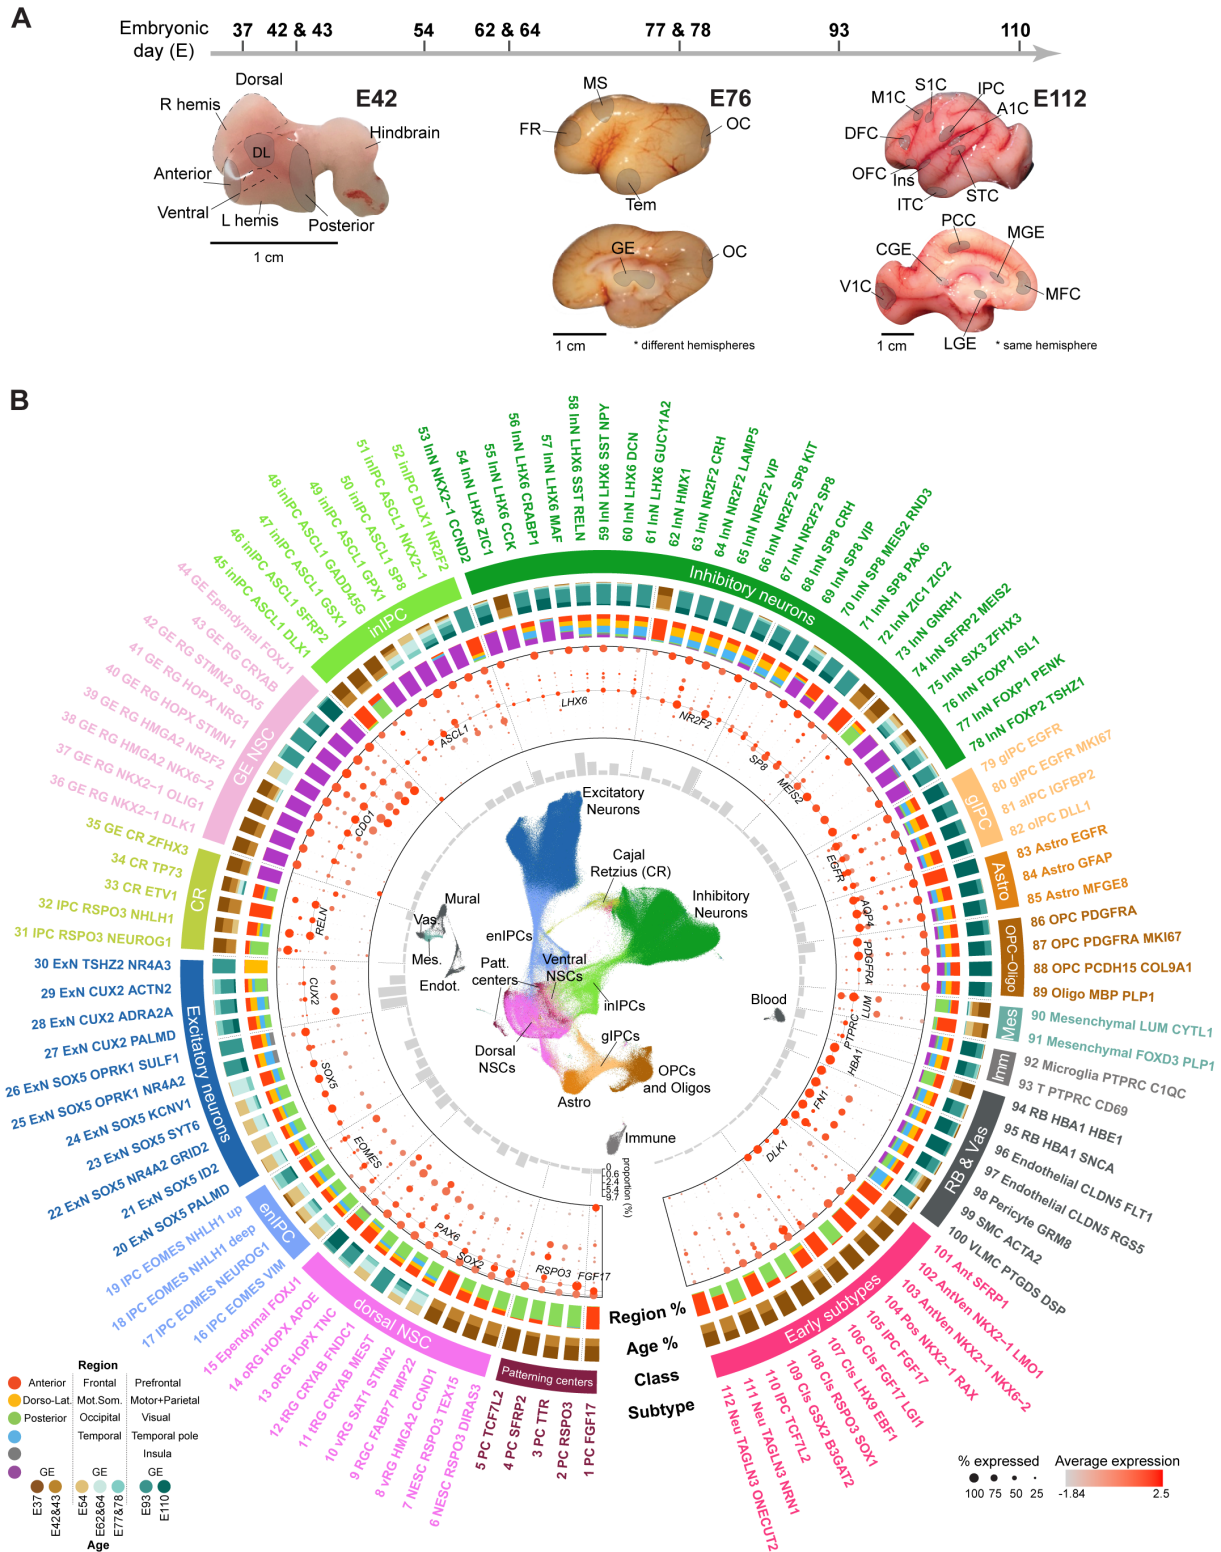 A
Embryonic
day (E)
37
42 & 43
54
62 & 64
77 & 78
93
110
Dorsal
R hemis
E42
Hindbrain
DL
Anterior
Ventral
L hemis
Posterior
1 cm
MS
E76
FR
OC
Tem
GE
OC
1 cm
* different hemispheres
S1C
IPC
M1C
A1C
E112
DFC
OFC
Ins
ITC
STC
PCC
MGE
CGE
V1C
MFC
LGE
1 cm
* same hemisphere
B
1 PC FGF17
2 PC RSPO3
3 PC TTR
4 PC SFRP2
5 PC TCF7L2
6 NESC RSPO3 DIRAS3
7 NESC RSPO3 TEX15
8 vRG HMGA2 CCND1
9 RGC FABP7 PMP22
10 vRG SAT1 STMN2
11 tRG CRYAB MEST
12 tRG CRYAB FNDC1
13 oRG HOPX TNC
14 oRG HOPX APOE
15 Ependymal FOXJ1
16 IPC EOMES VIM
17 IPC EOMES NEUROG1
18 IPC EOMES NHLH1 deep
19 IPC EOMES NHLH1 up
20 ExN SOX5 PALMD
21 ExN SOX5 ID2
22 ExN SOX5 NR4A2 GRID2
23 ExN SOX5 SYT6
24 ExN SOX5 KCNV1
25 ExN SOX5 OPRK1 NR4A2
26 ExN SOX5 OPRK1 SULF1
27 ExN CUX2 PALMD
28 ExN CUX2 ADRA2A
29 ExN CUX2 ACTN2
30 ExN TSHZ2 NR4A3
31 IPC RSPO3 NEUROG1
32 IPC RSPO3 NHLH1
33 CR ETV1
34 CR TP73
35 GE CR ZFHX3
36 GE RG NKX2−1 DLK1
37 GE RG NKX2−1 OLIG1
38 GE RG HMGA2 NKX6−2
39 GE RG HMGA2 NR2F2
40 GE RG HOPX STMN1
41 GE RG HOPX NRG1
42 GE RG STMN2 SOX5
43 GE RG CRYAB
44 GE Ependymal FOXJ1
45 inIPC ASCL1 DLX1
46 inIPC ASCL1 SFRP2
47 inIPC ASCL1 GSX1
48 inIPC ASCL1 GADD45G
49 inIPC ASCL1 GPX1
50 inIPC ASCL1 SP8
51 inIPC ASCL1 NKX2−1
52 inIPC DLX1 NR2F2
53 InN NKX2−1 CCND2
54 InN LHX8 ZIC1
55 InN LHX6 CCK
56 InN LHX6 CRABP1
57 InN LHX6 MAF
58 InN LHX6 SST RELN
59 InN LHX6 SST NPY
60 InN LHX6 DCN
61 InN LHX6 GUCY1A2
62 InN HMX1
63 InN NR2F2 CRH
64 InN NR2F2 LAMP5
65 InN NR2F2 VIP
66 InN NR2F2 SP8 KIT
67 InN NR2F2 SP8
68 InN SP8 CRH
69 InN SP8 VIP
70 InN SP8 MEIS2 RND3
71 InN SP8 PAX6
72 InN ZIC1 ZIC2
73 InN GNRH1
74 InN SFRP2 MEIS2
75 InN SIX3 ZFHX3
76 InN FOXP1 ISL1
77 InN FOXP1 PENK
78 InN FOXP2 TSHZ1
79 gIPC EGFR
80 gIPC EGFR MKI67
81 aIPC IGFBP2
82 oIPC DLL1
83 Astro EGFR
84 Astro GFAP
85 Astro MFGE8
86 OPC PDGFRA
87 OPC PDGFRA MKI67
88 OPC PCDH15 COL9A1
89 Oligo MBP PLP1
90 Mesenchymal LUM CYTL1
91 Mesenchymal FOXD3 PLP1
92 Microglia PTPRC C1QC
93 T PTPRC CD69
94 RB HBA1 HBE1
95 RB HBA1 SNCA
96 Endothelial CLDN5 FLT1
97 Endothelial CLDN5 RGS5
98 Pericyte GRM8
99 SMC ACTA2
100 VLMC PTGDS DSP
101 Ant SFRP1
102 AntVen NKX2−1 LMO1
103 AntVen NKX2−1 NKX6−2
104 Pos NKX2−1 RAX
105 IPC FGF17
106 Cls FGF17 LGI1
107 Cls LHX9 EBF1
108 Cls RSPO3 SOX1
109 Cls GSX2 B3GAT2
110 IPC TCF7L2
111 Neu TAGLN3 NRN1
112 Neu TAGLN3 ONECUT2
Patterning centers
dorsal NSC
enIPC
Excitatory neurons
CR
GE NSC
inIPC
Inhibitory neurons
gIPC
Astro
OPC−Oligo
Mes
Imm
RB & Vas
Early subtypes
FGF17
RSPO3
SOX2
PAX6
EOMES
SOX5
CUX2
RELN
CDO1
ASCL1
LHX6
NR2F2
SP8
MEIS2
EGFR
AQP4
PDGFRA
LUM
PTPRC
HBA1
FN1
DLK1
Excitatory
Neurons
Cajal
Retzius (CR)
Inhibitory
Neurons
Mural
Vas.
Mes.
Endot.
enIPCs
Patt.
centers
Ventral
NSCs
inIPCs
Blood
gIPCs
Dorsal
NSCs
OPCs
and Oligos
Astro
Immune
0
0.6
2.4
5.4
9.7
proportion (%)
Region %
Age %
Class
Subtype
Region
Anterior
Frontal
Prefrontal
Dorso-Lat.
Mot.Som.
Motor+Parietal
Posterior
Occipital
Visual
Temporal
Temporal pole
Insula
GE
GE
GE
E37
E42&43
E54
E62&64
E77&78
E93
E110
Age
% expressed
100 75 50 25
Average expression
-1.84
2.5